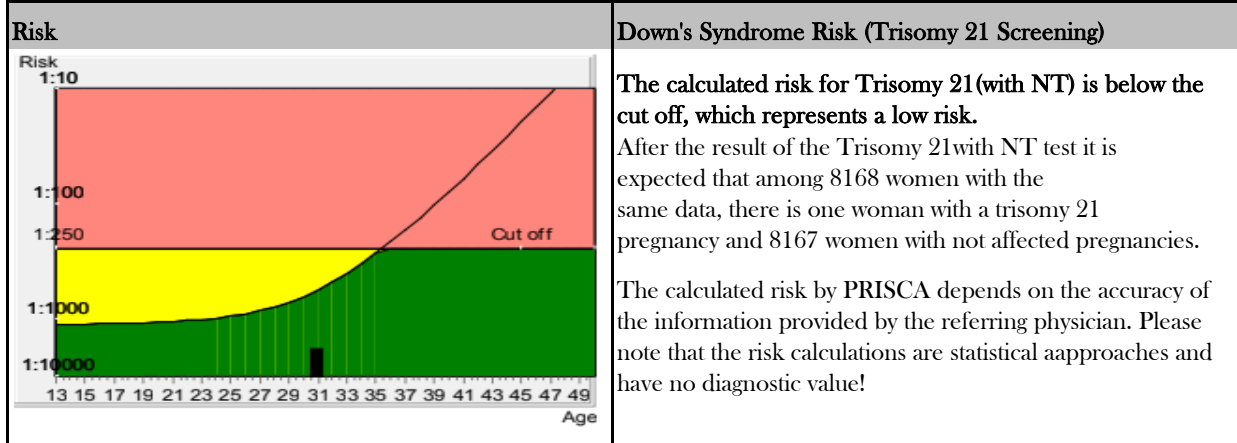 Risk
Risk
1:10
1:100
1:250
Cut off
1:1000
1:10000
13 15 17 19 21 23 25 27 29 31 33 35 37 39 41 43 45 47 49
Age
Down's Syndrome Risk (Trisomy 21 Screening)
The calculated risk for Trisomy 21(with NT) is below the
cut off, which represents a low risk.
After the result of the Trisomy 21with NT test it is
expected that among 8168 women with the
same data, there is one woman with a trisomy 21
pregnancy and 8167 women with not affected pregnancies.
The calculated risk by PRISCA depends on the accuracy of
the information provided by the referring physician. Please
note that the risk calculations are statistical aapproaches and
have no diagnostic value!